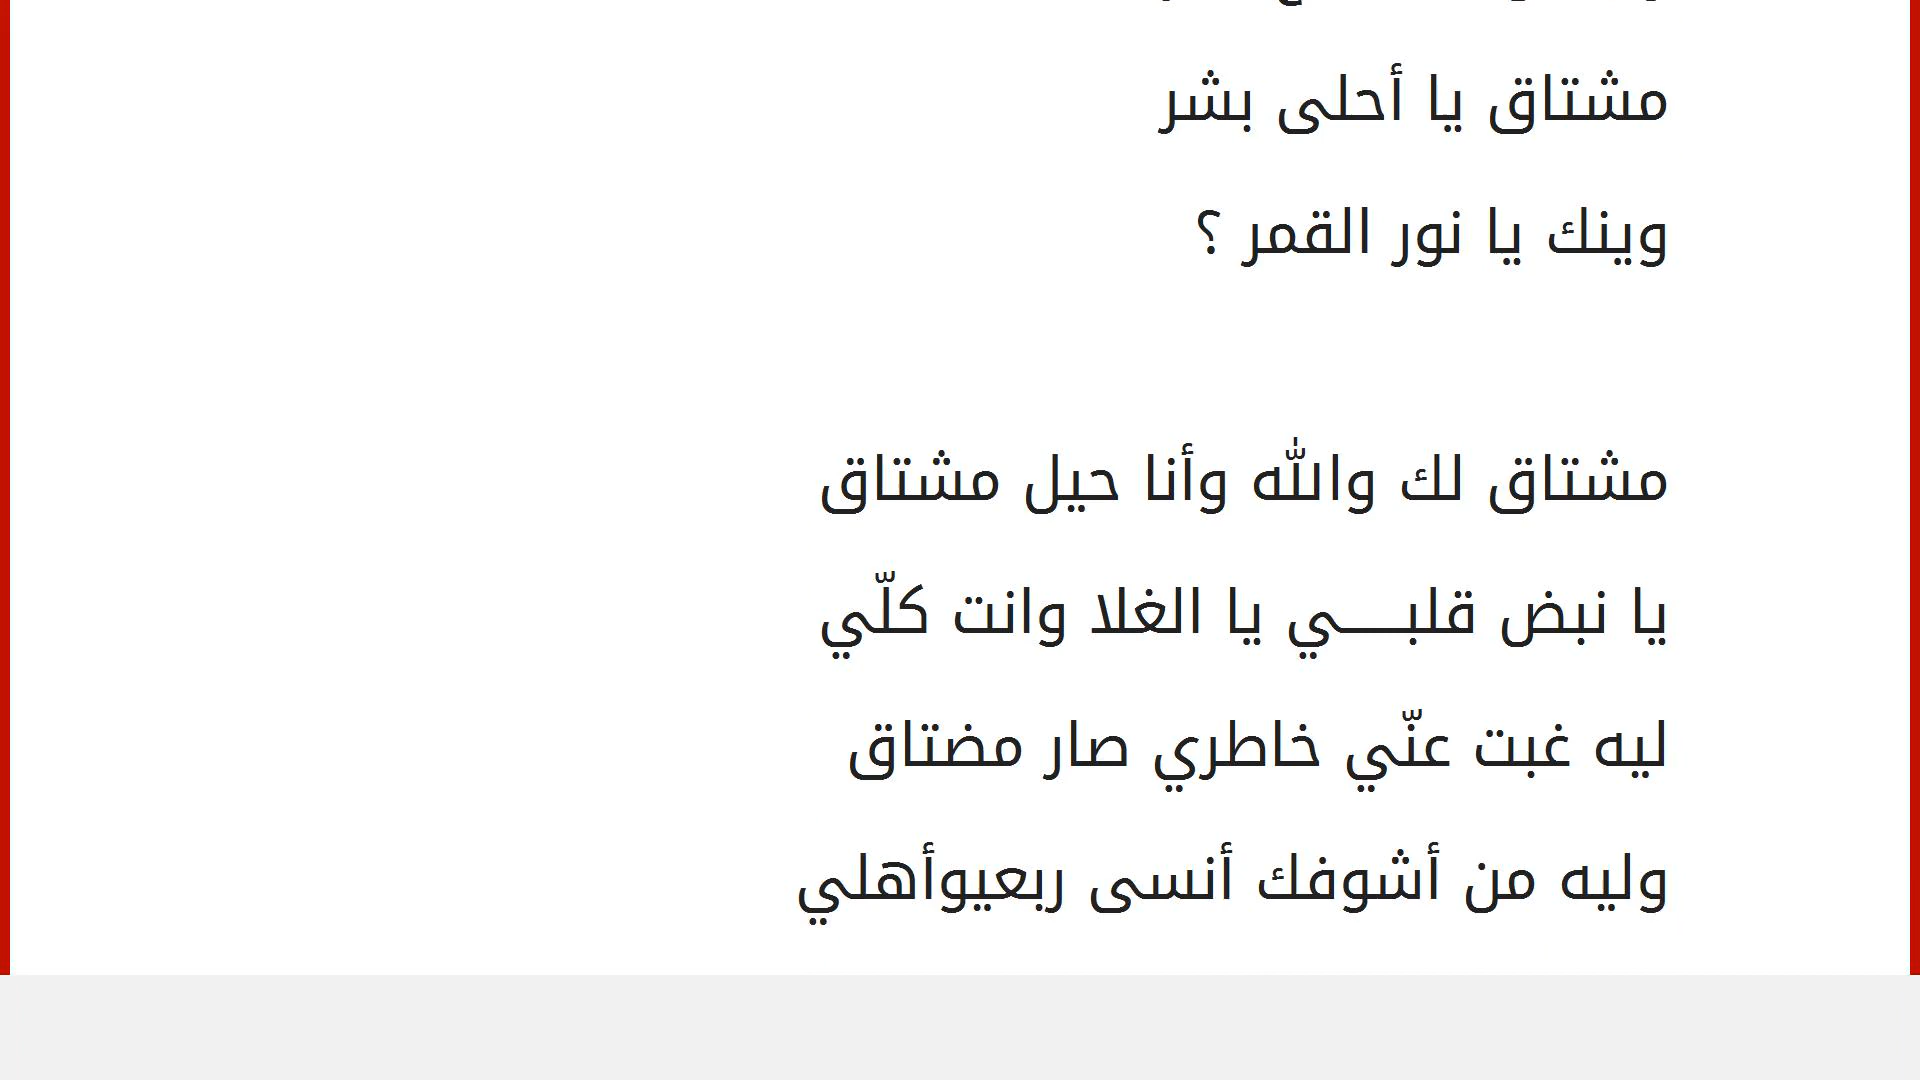 مشتاق يا أحلى بشر
وينك يا نور القمر ؟
مشتاق لك والله وأنا حيل مشتاق
يا نبض قلبـــي يا الغلا وانت كلّي
ليه غبت عنّي خاطري صار مضتاق
وليه من أشوفك أنسى ربعيوأهلي